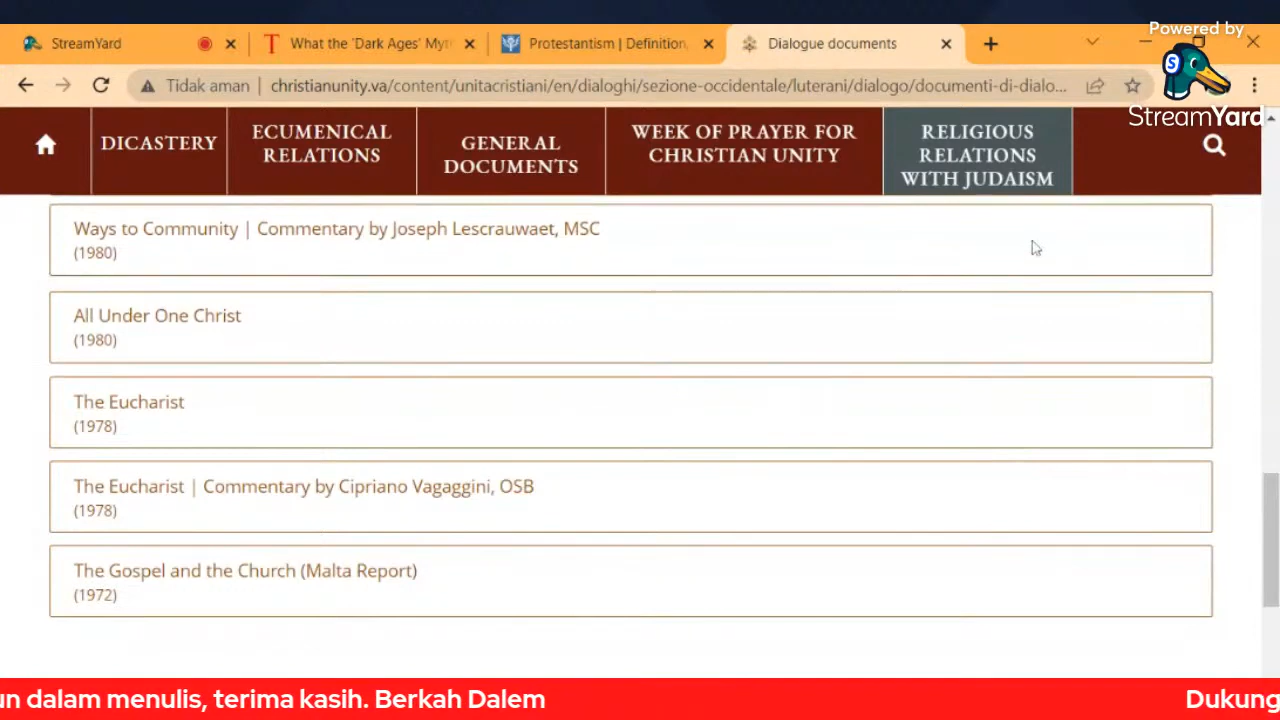 Powered by
StreamYard
What the 'Dark Ages' Myt
Protestantism | Definition,
Dialogue documents
Tidak aman
christianunity.va/content/unitacristiani/en/dialoghi/sezione-occidentale/luterani/dialogo/documenti-di-dialo...
StreamYard
DICASTERY
ECUMENICAL
RELATIONS
GENERAL
DOCUMENTS
WEEK OF PRAYER FOR
CHRISTIAN UNITY
RELIGIOUS
RELATIONS
WITH JUDAISM
Ways to Community | Commentary by Joseph Lescrauwaet, MSC
(1980)
All Under One Christ
(1980)
The Eucharist
(1978)
The Eucharist | Commentary by Cipriano Vagaggini, OSB
(1978)
The Gospel and the Church (Malta Report)
(1972)
un dalam menulis, terima kasih. Berkah Dalem
Dukung